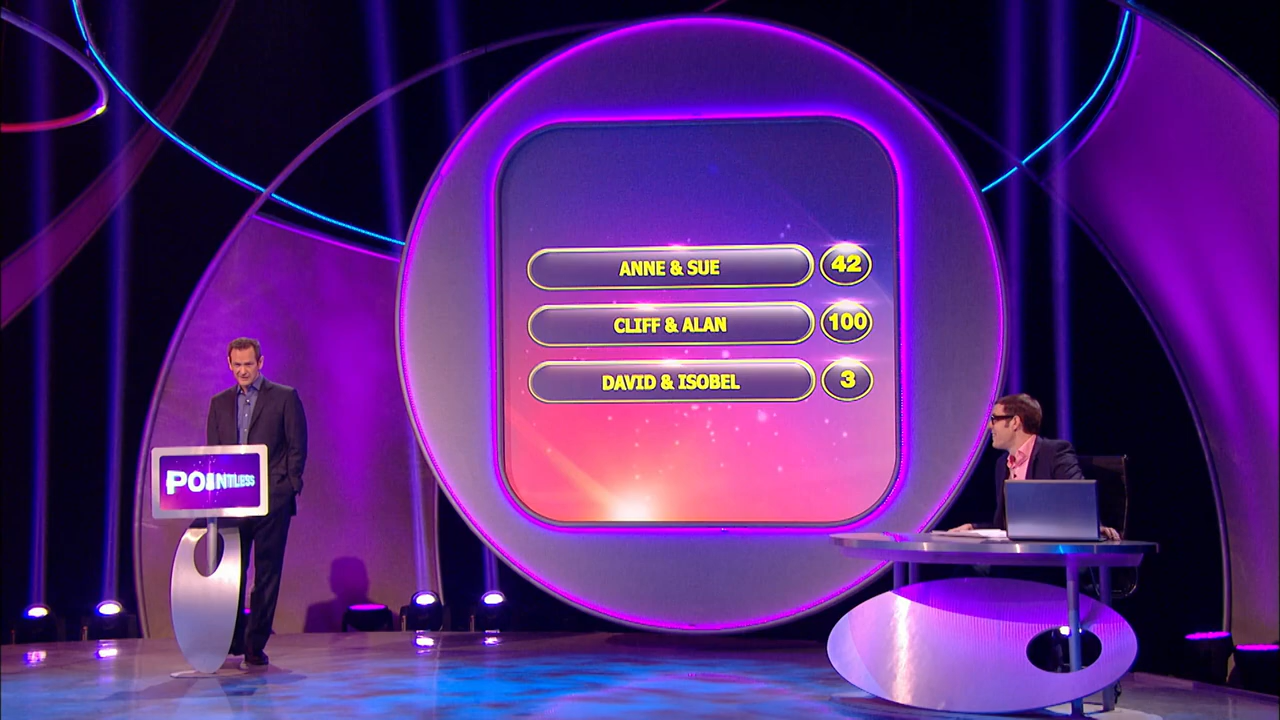 ANNE & SUE 42
CLIFF & ALAN 100
DAVID & ISOBEL 3
POINTLESS